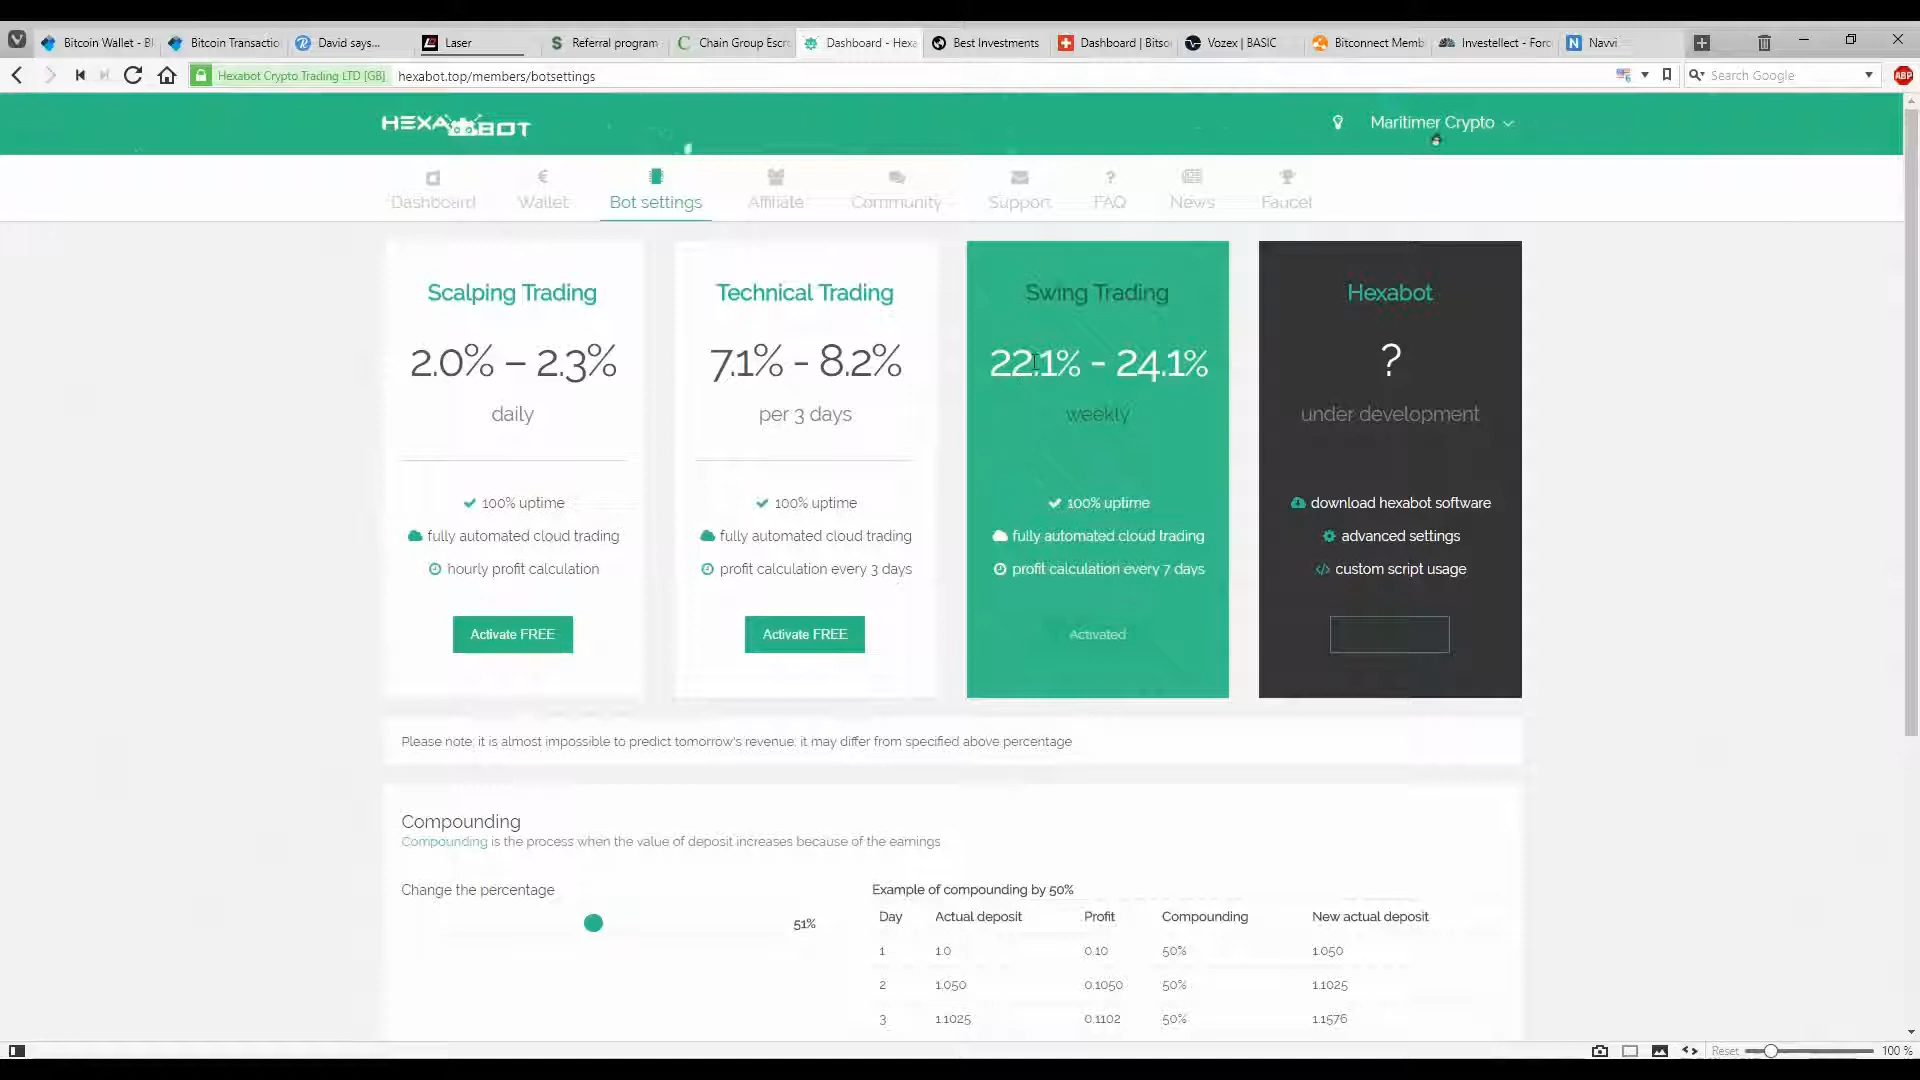 Bitcoin Wallet - Bl
Bitcoin Transactio
David says...
Laser
Referral program
Chain Group Escr
Dashboard - Hexa
Best Investments
Dashboard | Bitso
Vozex | BASIC
Bitconnect Memb
Investellect - Forc
Navvi
Hexabot Crypto Trading LTD [GB]
hexabot.top/members/botsettings
Search Google
ABP
HEXABOT
Maritimer Crypto
Dashboard
Wallet
Bot settings
Affiliate
Community
Support
FAQ
News
Faucet
Scalping Trading
2.0% – 2.3%
daily
100% uptime
fully automated cloud trading
hourly profit calculation
Activate FREE
Technical Trading
7.1% - 8.2%
per 3 days
100% uptime
fully automated cloud trading
profit calculation every 3 days
Activate FREE
Swing Trading
22.1% - 24.1%
weekly
100% uptime
fully automated cloud trading
profit calculation every 7 days
Activated
Hexabot
?
under development
download hexabot software
advanced settings
custom script usage
Please note: it is almost impossible to predict tomorrow's revenue; it may differ from specified above percentage
Compounding
Compounding is the process when the value of deposit increases because of the earnings
Change the percentage
51%
Example of compounding by 50%
Day Actual deposit Profit Compounding New actual deposit
1 1.0 0.10 50% 1.050
2 1.050 0.1050 50% 1.1025
3 1.1025 0.1102 50% 1.1576
Reset
100 %